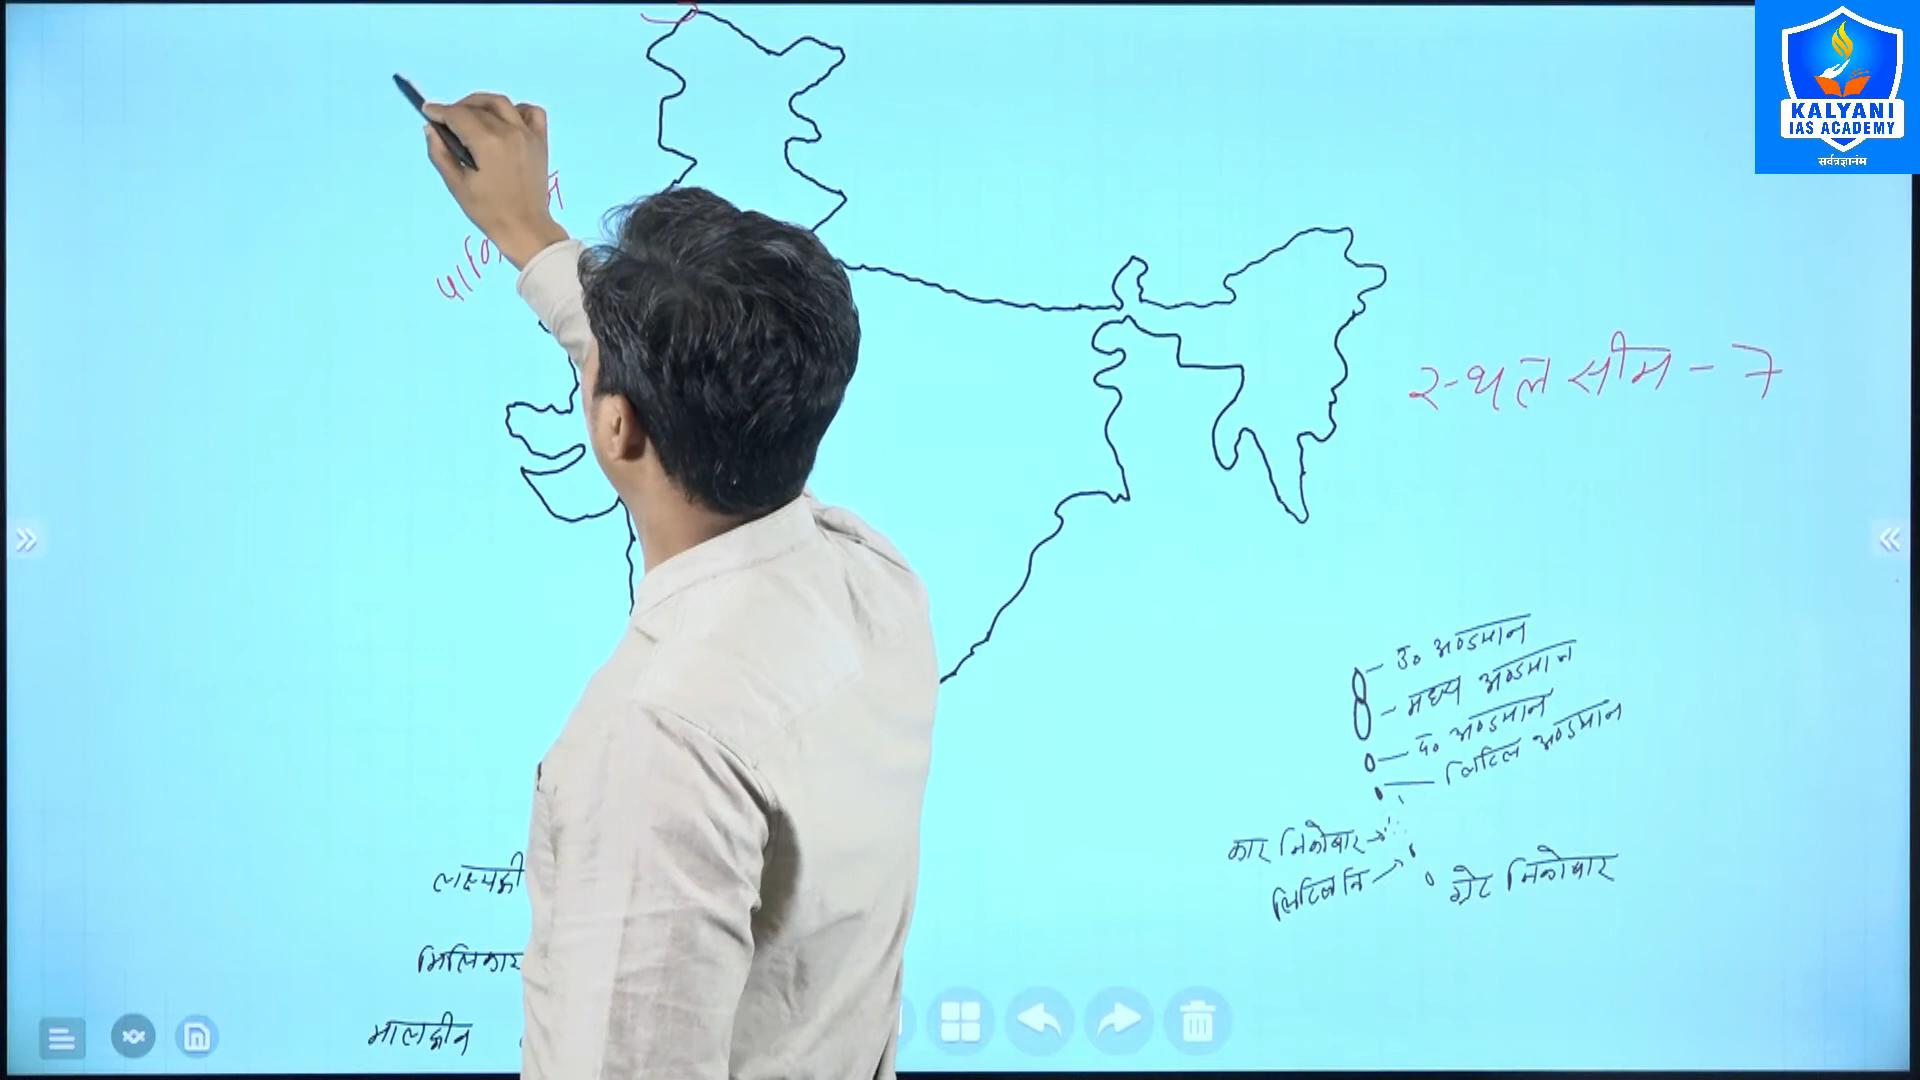 KALYANI
IAS ACADEMY
सर्वत्रज्ञानंम
स्थल सीम - 7
उ० अण्डमान
मध्य अण्डमान
द० अण्डमान
लिटिल अण्डमान
कार निकोबार
लिटिल नि
ग्रेट निकोबार
मालद्वीव